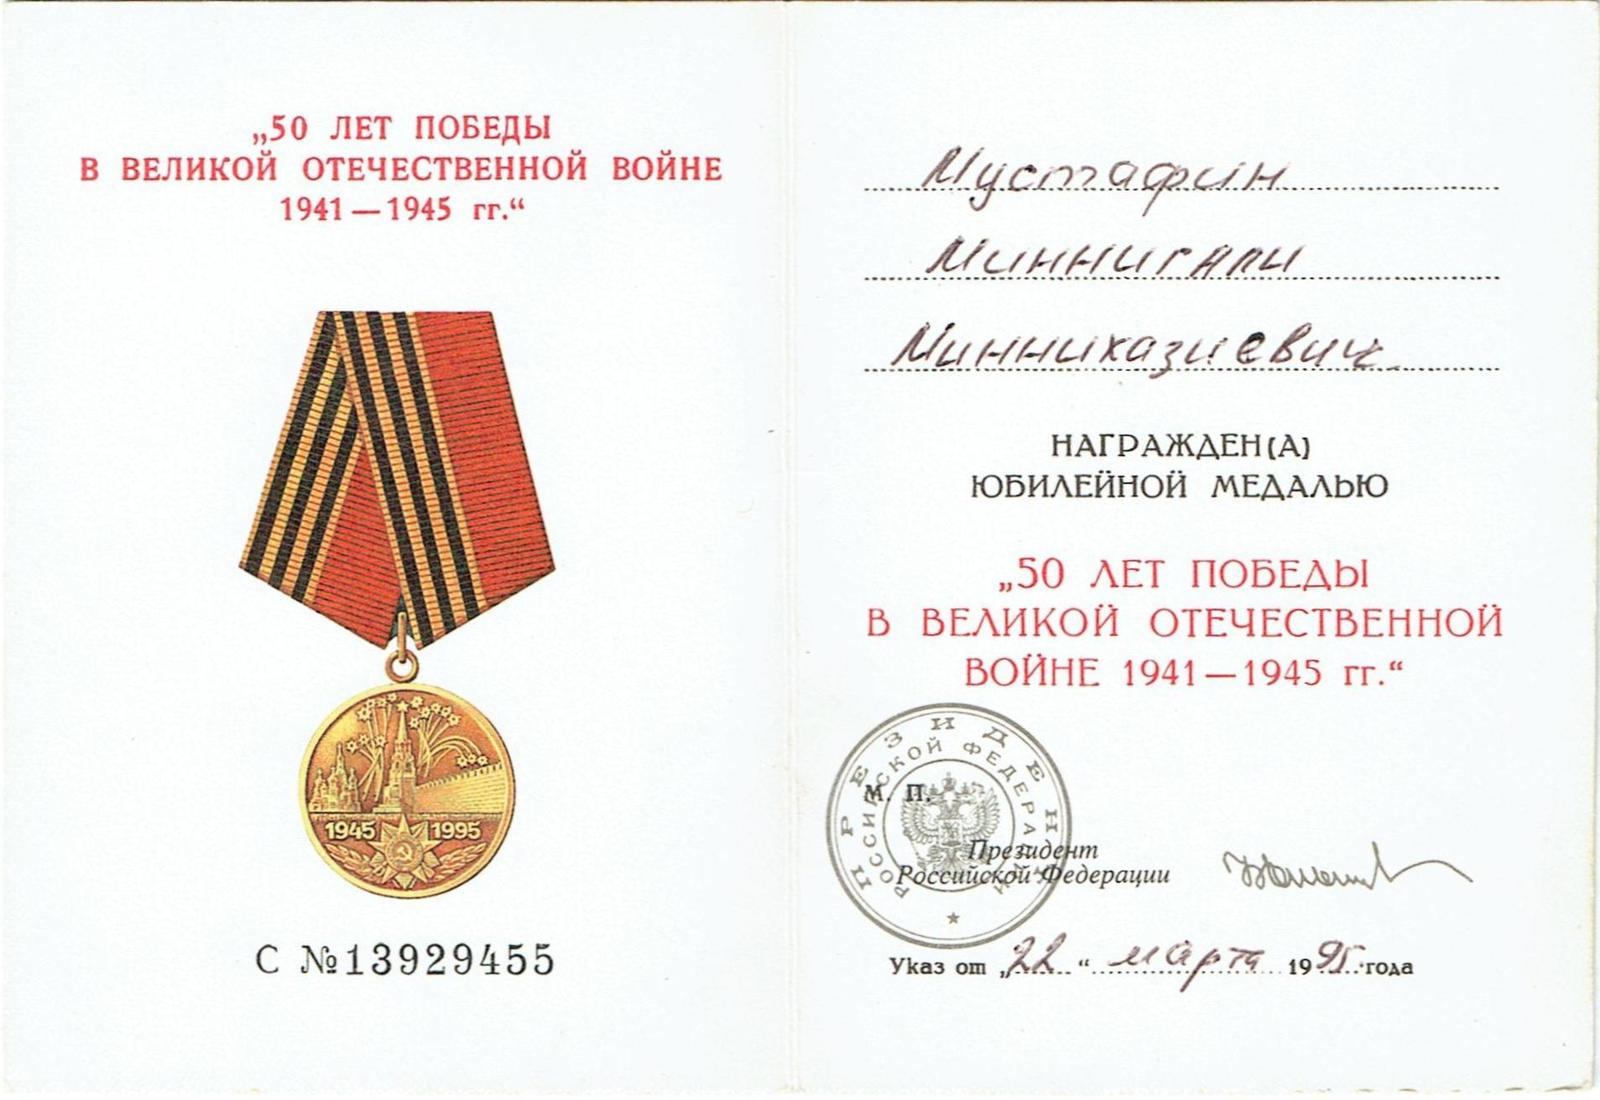 „50 ЛЕТ ПОБЕДЫ
В ВЕЛИКОЙ ОТЕЧЕСТВЕННОЙ ВОЙНЕ
1941 — 1945 гг.“
1945 1995
С №13929455
Мустафин
Миннигали
Миннихазиевич
НАГРАЖДЕН(А)
ЮБИЛЕЙНОЙ МЕДАЛЬЮ
„50 ЛЕТ ПОБЕДЫ
В ВЕЛИКОЙ ОТЕЧЕСТВЕННОЙ
ВОЙНЕ 1941 — 1945 гг.“
ПРЕЗИДЕНТ
РОССИЙСКОЙ ФЕДЕРАЦИИ
М. П.
Президент
Российской Федерации
Указ от „22“ марта 1995 года